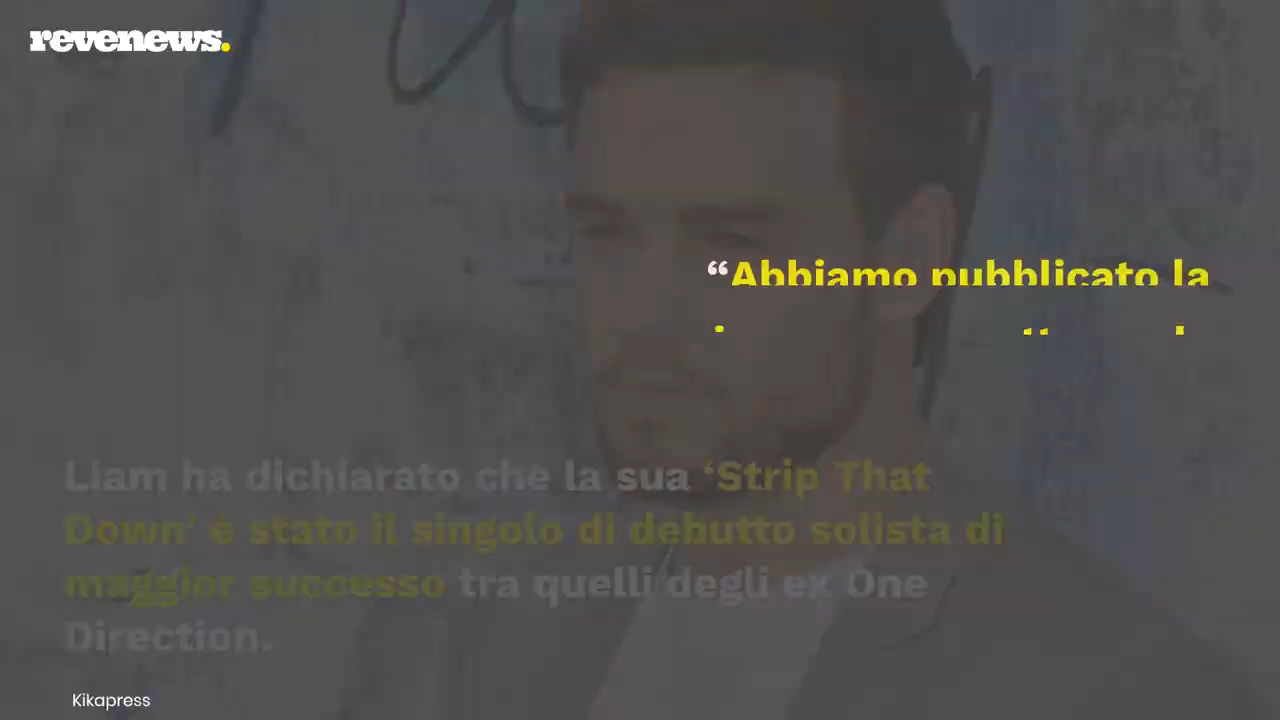 revenews.
“Abbiamo pubblicato la
Liam ha dichiarato che la sua ‘Strip That
Down’ è stato il singolo di debutto solista di
maggior successo tra quelli degli ex One
Direction.
Kikapress